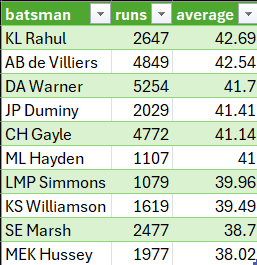 batsman runs average
KL Rahul 2647 42.69
AB de Villiers 4849 42.54
DA Warner 5254 41.7
JP Duminy 2029 41.41
CH Gayle 4772 41.14
ML Hayden 1107 41
LMP Simmons 1079 39.96
KS Williamson 1619 39.49
SE Marsh 2477 38.7
MEK Hussey 1977 38.02